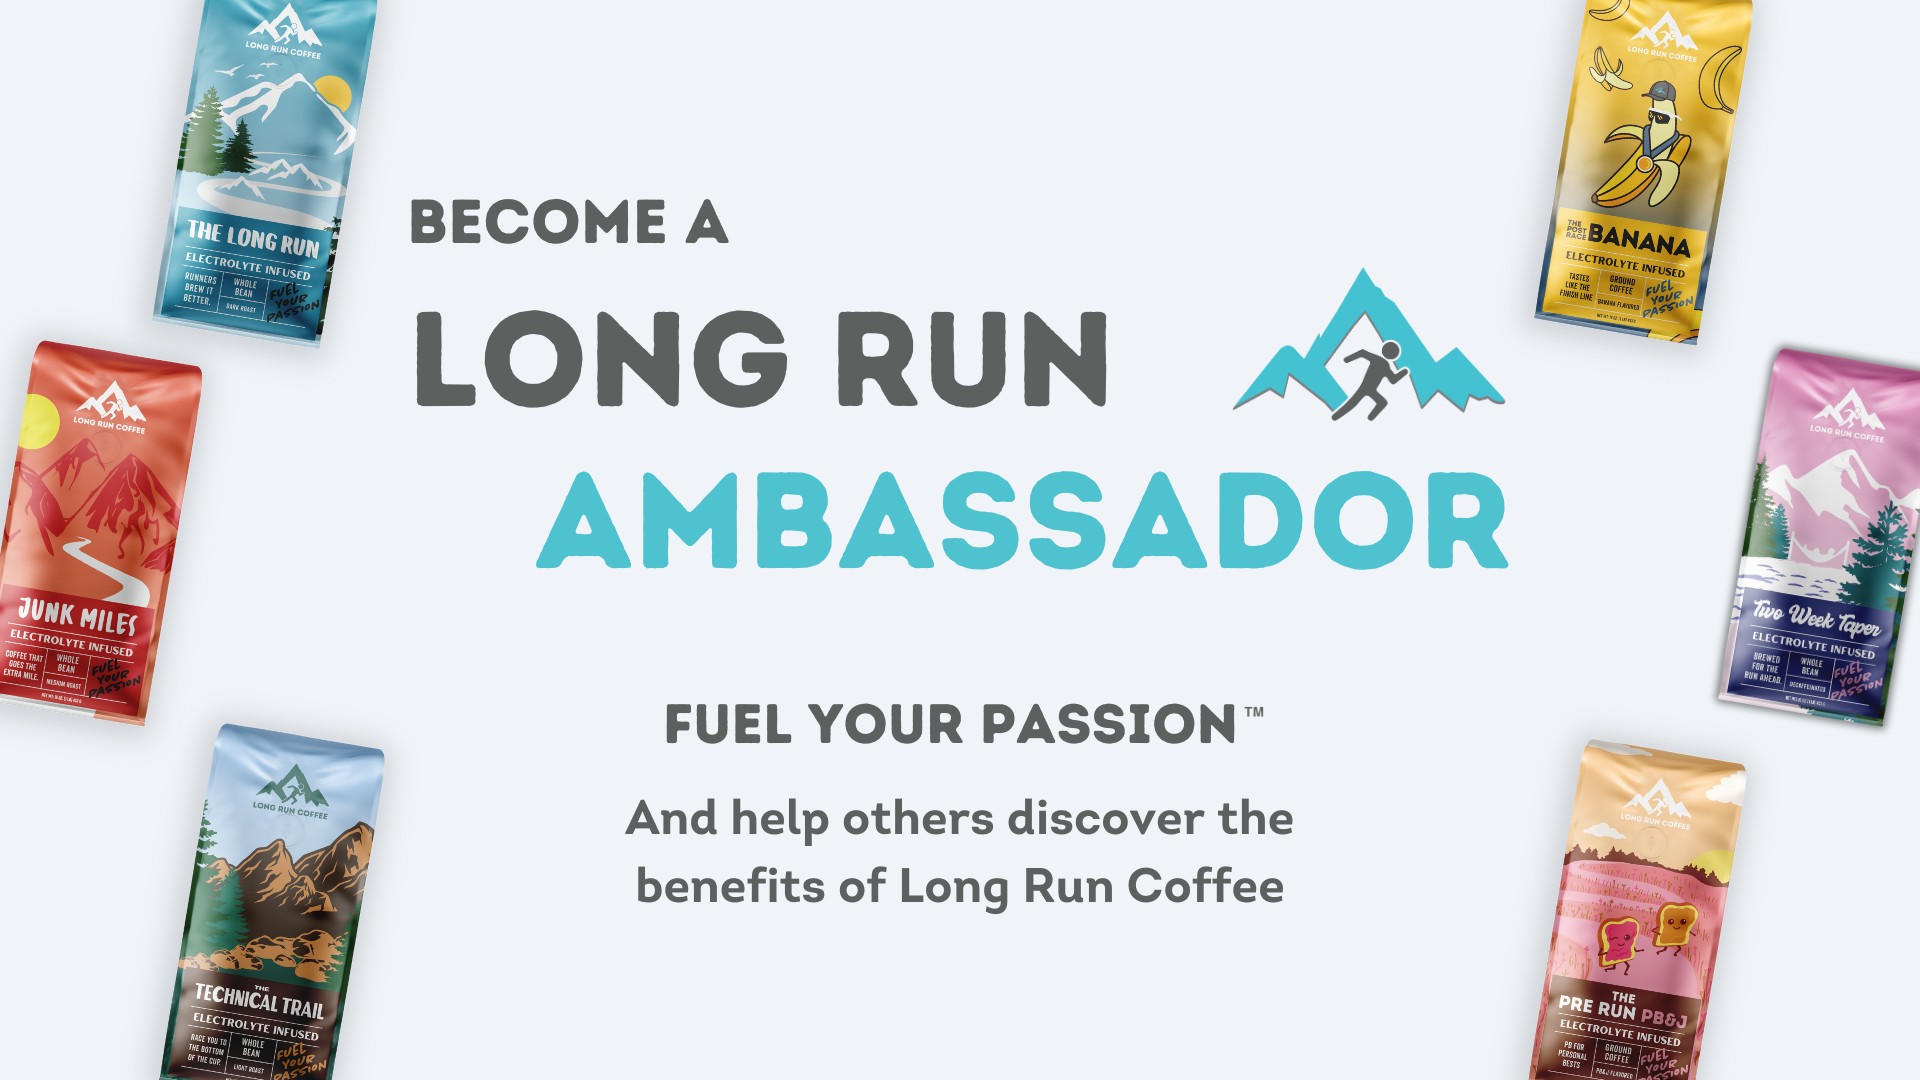 BECOME A
LONG RUN
AMBASSADOR
FUEL YOUR PASSION™
And help others discover the
benefits of Long Run Coffee
LONG RUN COFFEE
THE LONG RUN
ELECTROLYTE INFUSED
RUNNERS
BREW IT
BETTER.
WHOLE
BEAN
DARK ROAST
FUEL
YOUR
PASSION
LONG RUN COFFEE
JUNK MILES
ELECTROLYTE INFUSED
COFFEE THAT
GOES THE
EXTRA MILE.
WHOLE
BEAN
MEDIUM ROAST
FUEL
YOUR
PASSION
LONG RUN COFFEE
THE
TECHNICAL TRAIL
ELECTROLYTE INFUSED
RACE YOU TO
THE BOTTOM
OF THE CUP.
WHOLE
BEAN
LIGHT ROAST
FUEL
YOUR
PASSION
LONG RUN COFFEE
THE
POST
RACE
BANANA
ELECTROLYTE INFUSED
TASTES
LIKE THE
FINISH LINE
GROUND
COFFEE
BANANA FLAVORED
FUEL
YOUR
PASSION
LONG RUN COFFEE
Two Week Taper
ELECTROLYTE INFUSED
BREWED
FOR THE
RUN AHEAD.
WHOLE
BEAN
DECAFFEINATED
FUEL
YOUR
PASSION
LONG RUN COFFEE
THE
PRE RUN PB&J
ELECTROLYTE INFUSED
PB FOR
PERSONAL
BESTS
GROUND
COFFEE
PB&J FLAVORED
FUEL
YOUR
PASSION